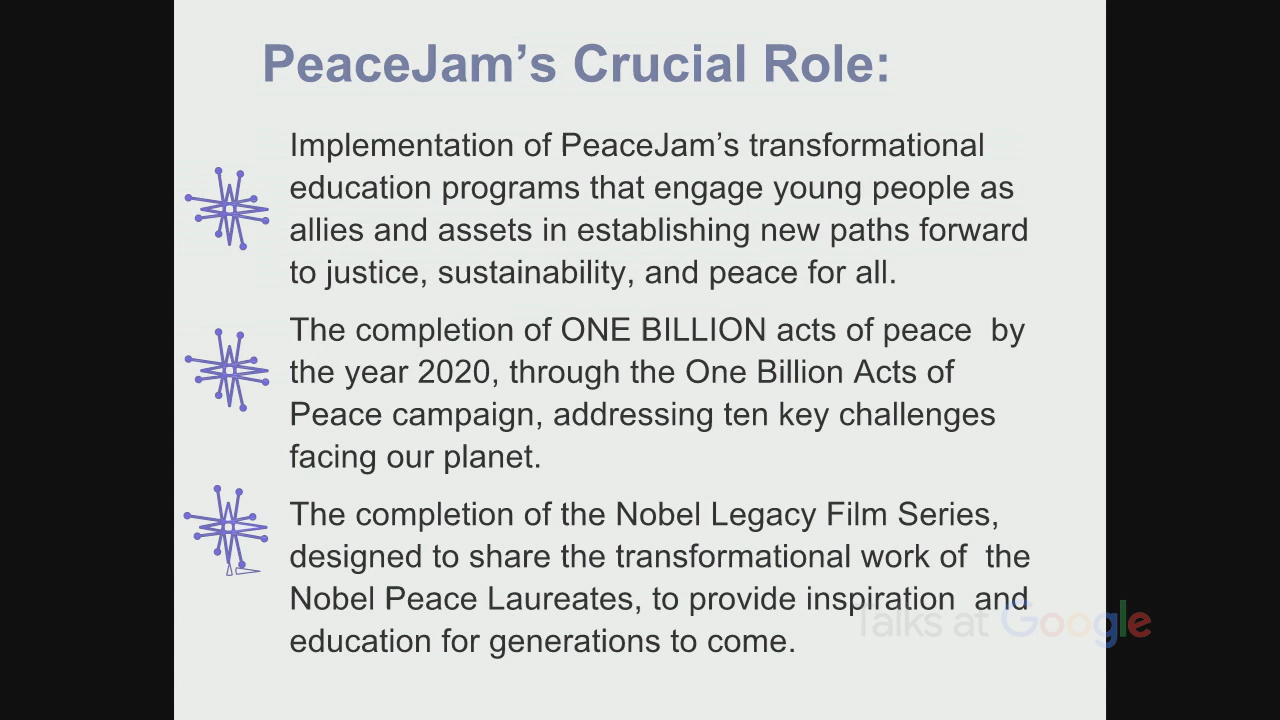 PeaceJam’s Crucial Role:
Implementation of PeaceJam’s transformational
education programs that engage young people as
allies and assets in establishing new paths forward
to justice, sustainability, and peace for all.
The completion of ONE BILLION acts of peace  by
the year 2020, through the One Billion Acts of
Peace campaign, addressing ten key challenges
facing our planet.
The completion of the Nobel Legacy Film Series,
designed to share the transformational work of  the
Nobel Peace Laureates, to provide inspiration  and
education for generations to come.
Talks at Google